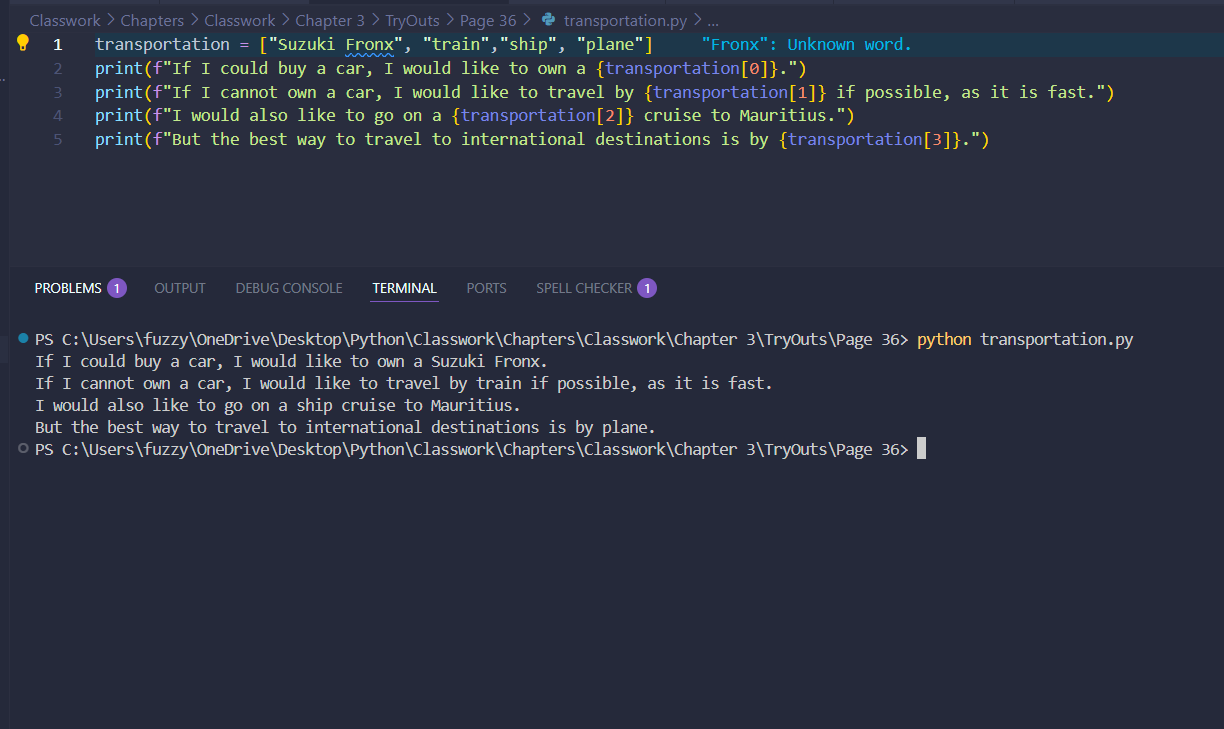 Classwork > Chapters > Classwork > Chapter 3 > TryOuts > Page 36 > transportation.py > ...
1 transportation = ["Suzuki Fronx", "train","ship", "plane"] "Fronx": Unknown word.
2 print(f"If I could buy a car, I would like to own a {transportation[0]}.")
3 print(f"If I cannot own a car, I would like to travel by {transportation[1]} if possible, as it is fast.")
4 print(f"I would also like to go on a {transportation[2]} cruise to Mauritius.")
5 print(f"But the best way to travel to international destinations is by {transportation[3]}.")
PROBLEMS 1 OUTPUT DEBUG CONSOLE TERMINAL PORTS SPELL CHECKER 1
PS C:\Users\fuzzy\OneDrive\Desktop\Python\Classwork\Chapters\Classwork\Chapter 3\TryOuts\Page 36> python transportation.py
If I could buy a car, I would like to own a Suzuki Fronx.
If I cannot own a car, I would like to travel by train if possible, as it is fast.
I would also like to go on a ship cruise to Mauritius.
But the best way to travel to international destinations is by plane.
PS C:\Users\fuzzy\OneDrive\Desktop\Python\Classwork\Chapters\Classwork\Chapter 3\TryOuts\Page 36>